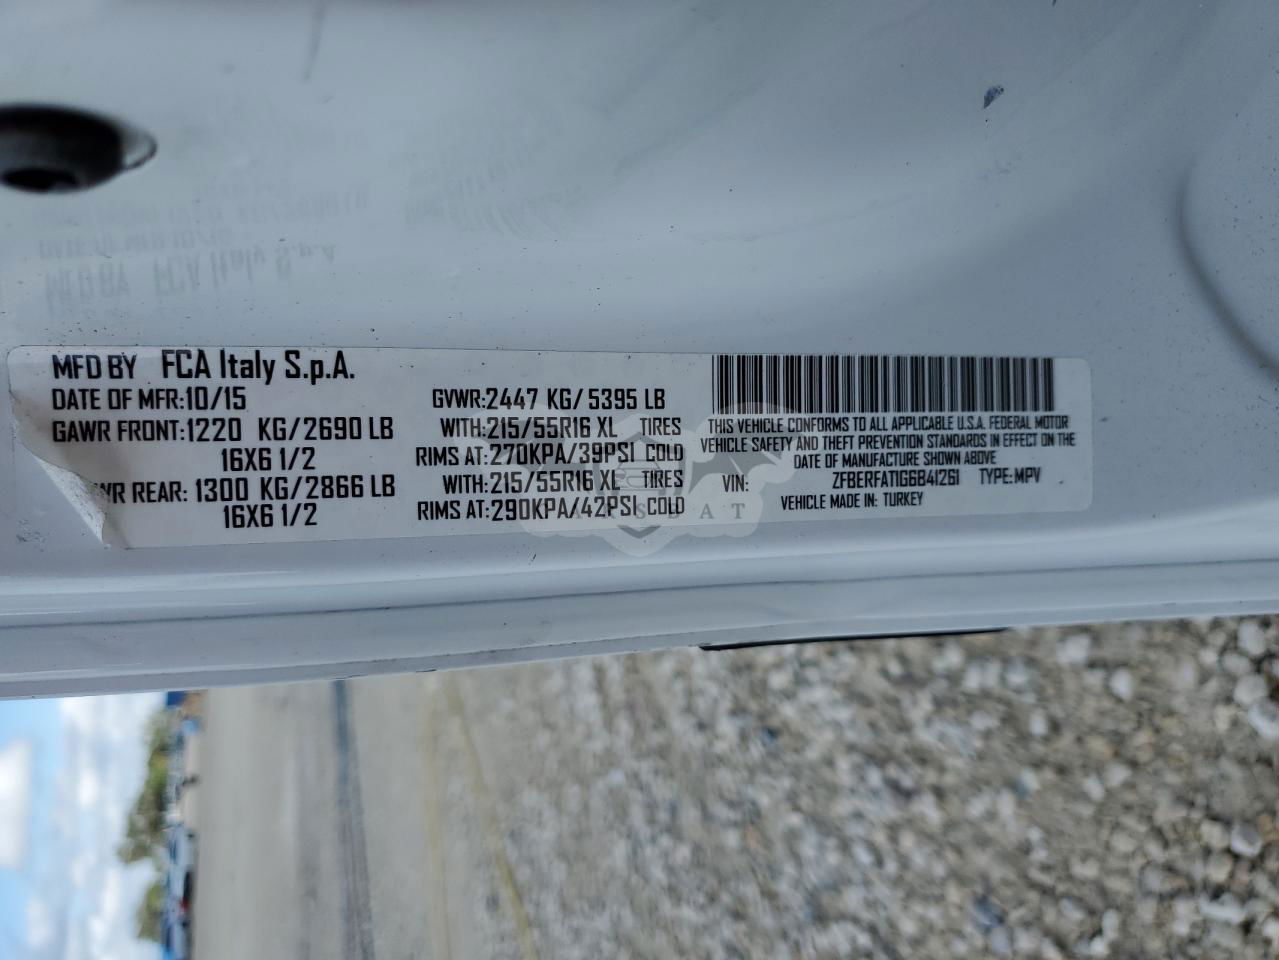 MFD BY FCA Italy S.p.A.
DATE OF MFR:10/15 GVWR:2447 KG/ 5395 LB
GAWR FRONT:1220 KG/2690 LB WITH:215/55R16 XL TIRES
16X6 1/2 RIMS AT:270KPA/39PSI COLD
WR REAR: 1300 KG/2866 LB WITH:215/55R16 XL TIRES
16X6 1/2 RIMS AT:290KPA/42PSI COLD
THIS VEHICLE CONFORMS TO ALL APPLICABLE U.S.A. FEDERAL MOTOR
VEHICLE SAFETY AND THEFT PREVENTION STANDARDS IN EFFECT ON THE
DATE OF MANUFACTURE SHOWN ABOVE
VIN: ZFBERFAT1G6B41261 TYPE:MPV
VEHICLE MADE IN: TURKEY